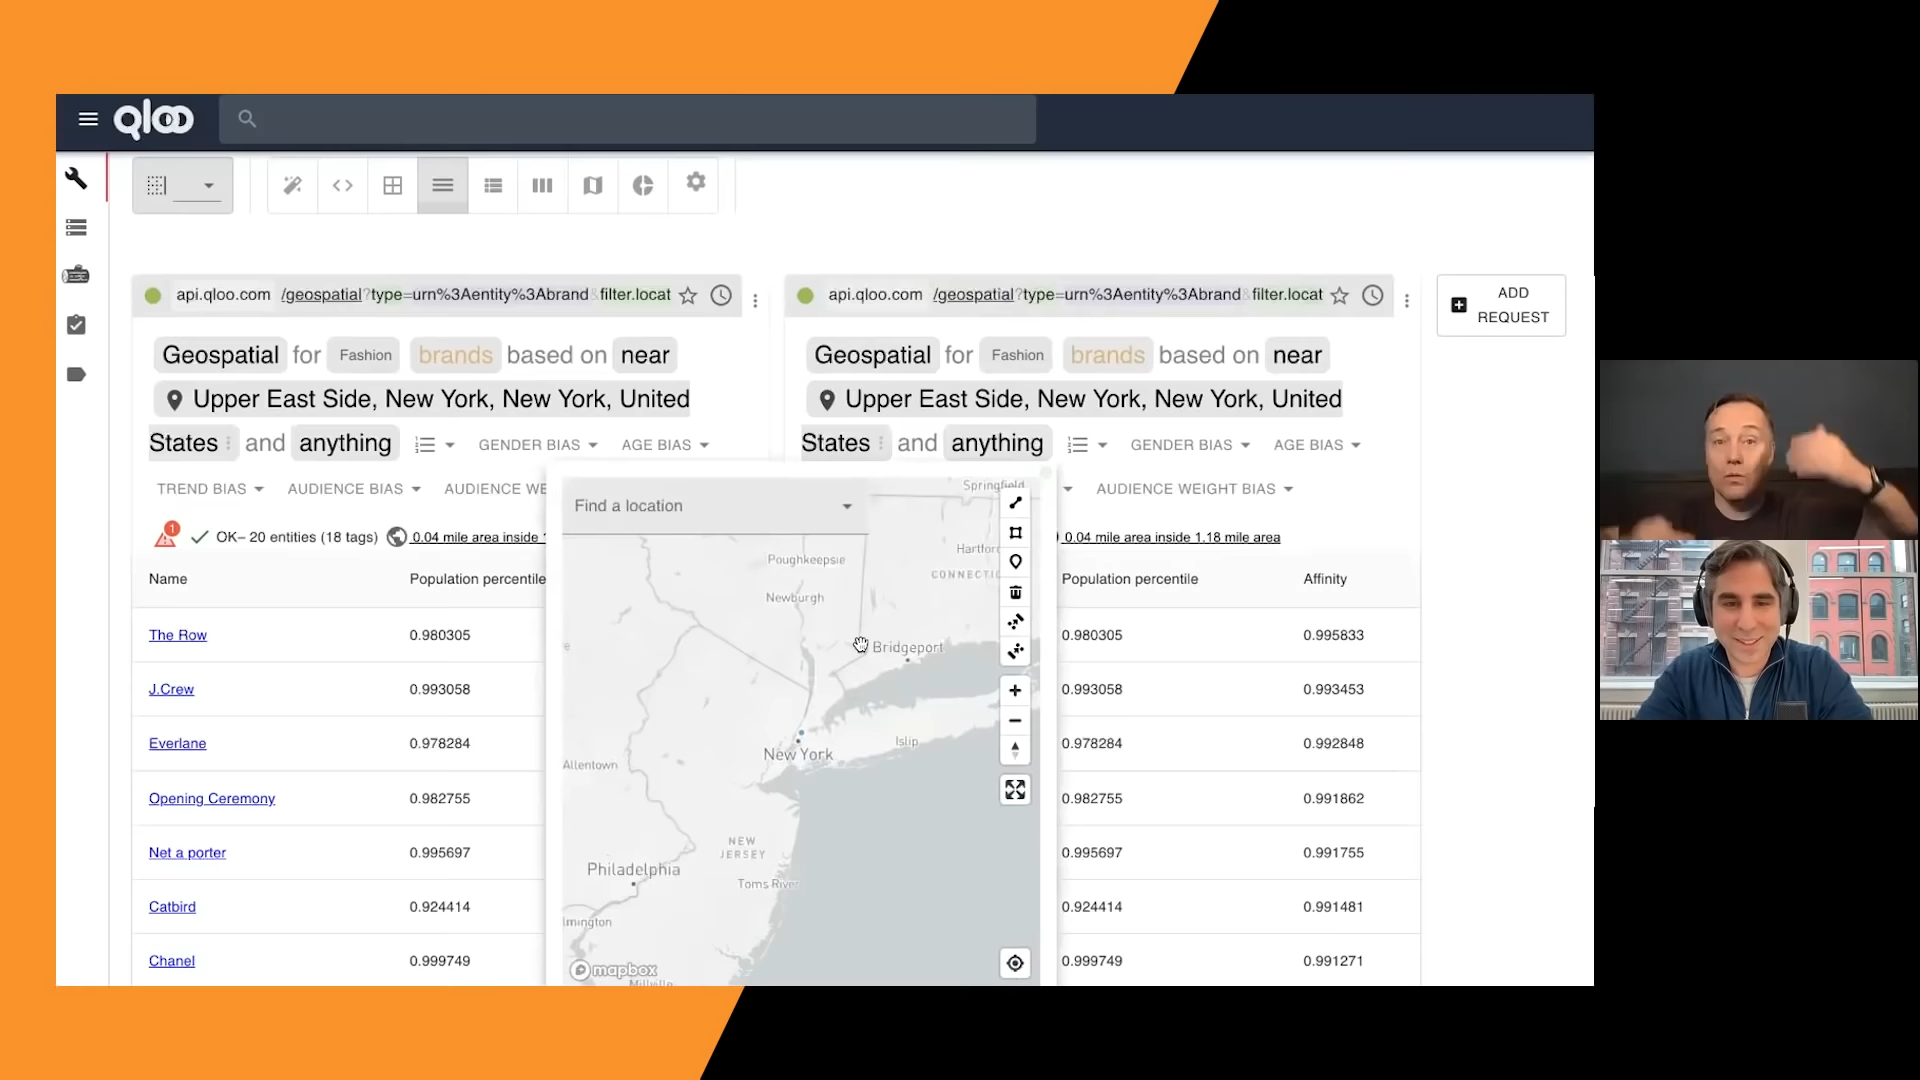 qloo
api.qloo.com /geospatial?type=urn%3Aentity%3Abrand&filter.locat
Geospatial for Fashion brands based on near
Upper East Side, New York, New York, United
States and anything GENDER BIAS AGE BIAS
TREND BIAS AUDIENCE BIAS AUDIENCE WE
1
OK– 20 entities (18 tags) 0.04 mile area inside 1
Name Population percentile
The Row 0.980305
J.Crew 0.993058
Everlane 0.978284
Opening Ceremony 0.982755
Net a porter 0.995697
Catbird 0.924414
Chanel 0.999749
Find a location
Springfield
Poughkeepsie
Hartford
CONNECTIC
Newburgh
Bridgeport
New York
Islip
Allentown
NEW
JERSEY
Philadelphia
Toms River
lmington
mapbox
Millville
api.qloo.com /geospatial?type=urn%3Aentity%3Abrand&filter.locat
Geospatial for Fashion brands based on near
Upper East Side, New York, New York, United
States and anything GENDER BIAS AGE BIAS
AUDIENCE WEIGHT BIAS
0.04 mile area inside 1.18 mile area
Population percentile Affinity
0.980305 0.995833
0.993058 0.993453
0.978284 0.992848
0.982755 0.991862
0.995697 0.991755
0.924414 0.991481
0.999749 0.991271
ADD
REQUEST